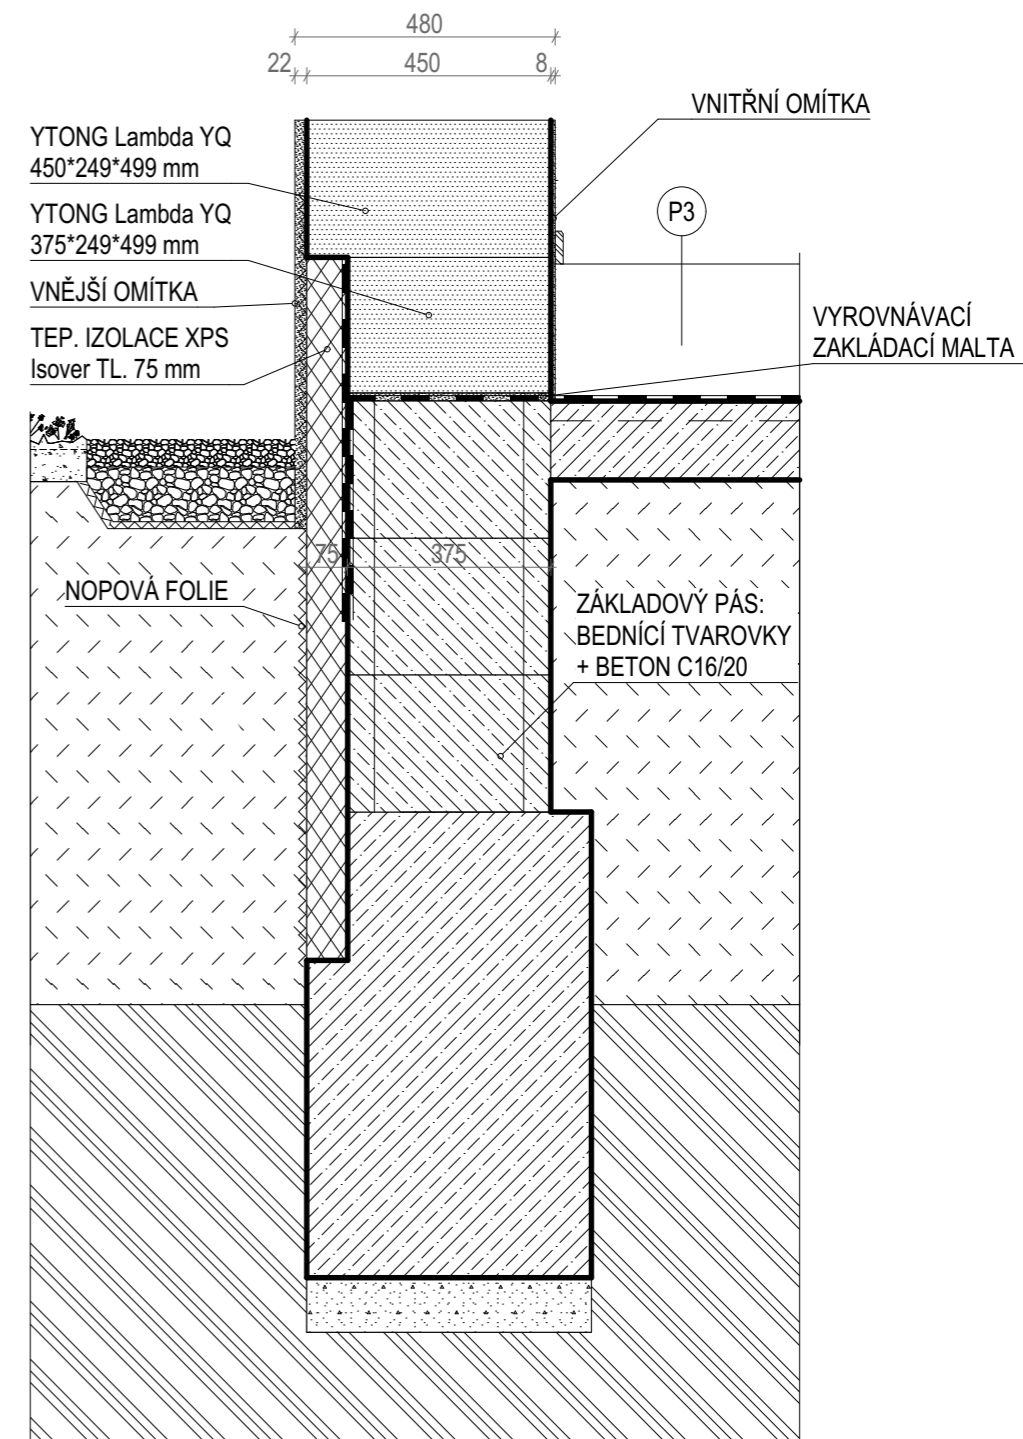 480
22
450
8
VNITŘNÍ OMÍTKA
YTONG Lambda YQ
450*249*499 mm
P3
YTONG Lambda YQ
375*249*499 mm
VNĚJŠÍ OMÍTKA
VYROVNÁVACÍ
ZAKLÁDACÍ MALTA
TEP. IZOLACE XPS
Isover TL. 75 mm
75
375
NOPOVÁ FOLIE
ZÁKLADOVÝ PÁS:
BEDNÍCÍ TVAROVKY
+ BETON C16/20